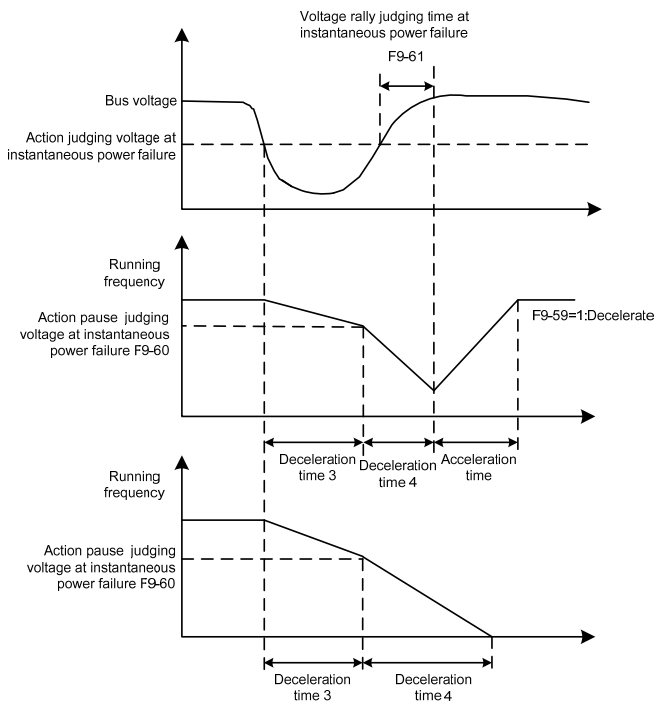 Voltage rally judging time at
instantaneous power failure
F9-61
Bus voltage
Action judging voltage at
instantaneous power failure
Running
frequency
Action pause judging
voltage at instantaneous
power failure F9-60
F9-59=1:Decelerate
Deceleration
time 3
Deceleration
time 4
Acceleration
time
Running
frequency
Action pause judging
voltage at instantaneous
power failure F9-60
Deceleration
time 3
Deceleration
time 4